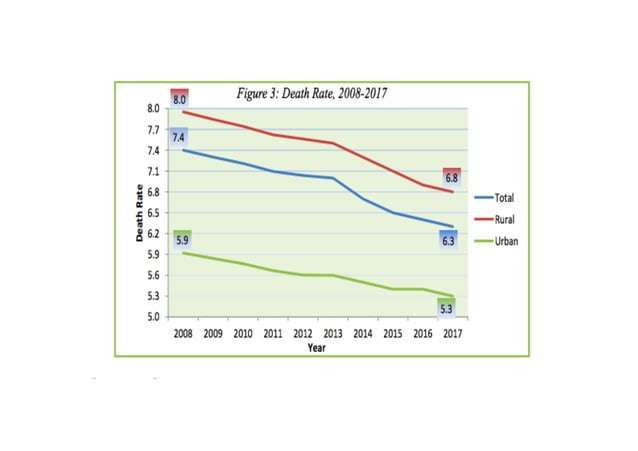 Figure 3: Death Rate, 2008-2017
8.0
8.0
7.7
7.4
7.4
7.1
6.8
6.8
6.5
6.2
6.3
5.9
5.9
5.6
5.3
5.3
5.0
Death Rate
2008 2009 2010 2011 2012 2013 2014 2015 2016 2017
Year
Total
Rural
Urban